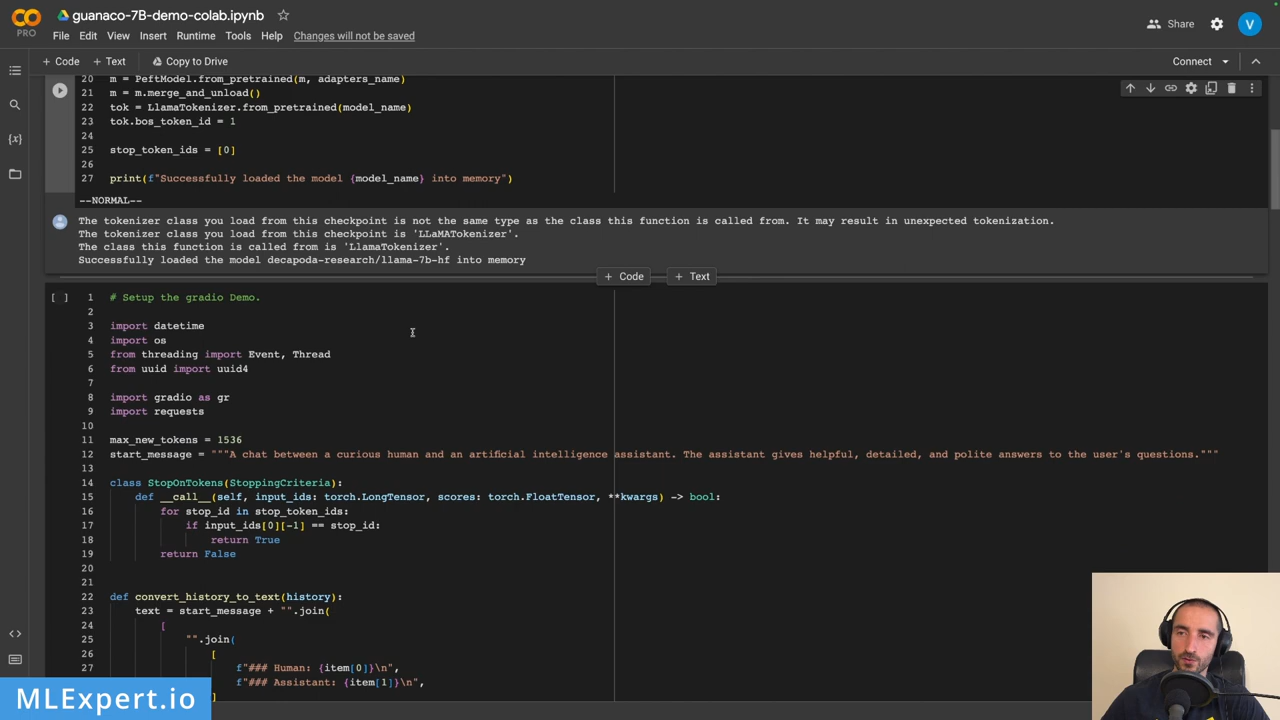 guanaco-7B-demo-colab.ipynb
PRO
File Edit View Insert Runtime Tools Help Changes will not be saved
Share
V
+ Code + Text Copy to Drive
Connect
20 m = PeftModel.from_pretrained(m, adapters_name)
21 m = m.merge_and_unload()
22 tok = LlamaTokenizer.from_pretrained(model_name)
23 tok.bos_token_id = 1
24
25 stop_token_ids = [0]
26
27 print(f"Successfully loaded the model {model_name} into memory")
--NORMAL--
The tokenizer class you load from this checkpoint is not the same type as the class this function is called from. It may result in unexpected tokenization.
The tokenizer class you load from this checkpoint is 'LLaMATokenizer'.
The class this function is called from is 'LlamaTokenizer'.
Successfully loaded the model decapoda-research/llama-7b-hf into memory
+ Code + Text
[ ] 1 # Setup the gradio Demo.
2
3 import datetime
4 import os
5 from threading import Event, Thread
6 from uuid import uuid4
7
8 import gradio as gr
9 import requests
10
11 max_new_tokens = 1536
12 start_message = """A chat between a curious human and an artificial intelligence assistant. The assistant gives helpful, detailed, and polite answers to the user's questions."""
13
14 class StopOnTokens(StoppingCriteria):
15 def __call__(self, input_ids: torch.LongTensor, scores: torch.FloatTensor, **kwargs) -> bool:
16 for stop_id in stop_token_ids:
17 if input_ids[0][-1] == stop_id:
18 return True
19 return False
20
21
22 def convert_history_to_text(history):
23 text = start_message + "".join(
24 [
25 "".join(
26 [
27 f"### Human: {item[0]}\n",
f"### Assistant: {item[1]}\n",
]
MLExpert.io